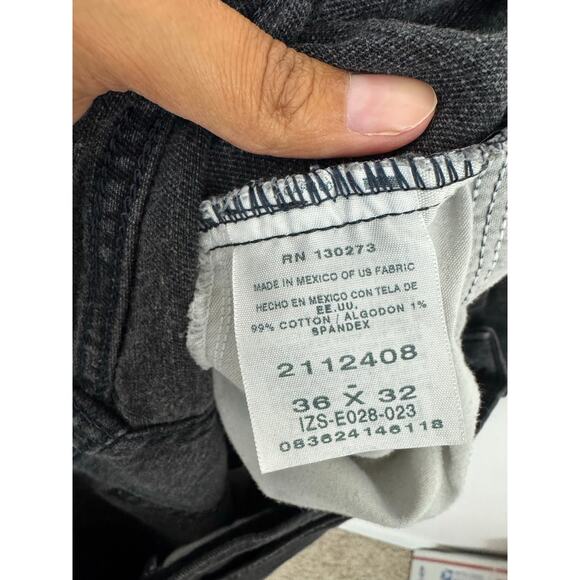 RN 130273
MADE IN MEXICO OF US FABRIC
HECHO EN MEXICO CON TELA DE
EE.UU.
99% COTTON / ALGODON 1%
SPANDEX
2112408
-
36 X 32
IZS-E028-023
083624146118